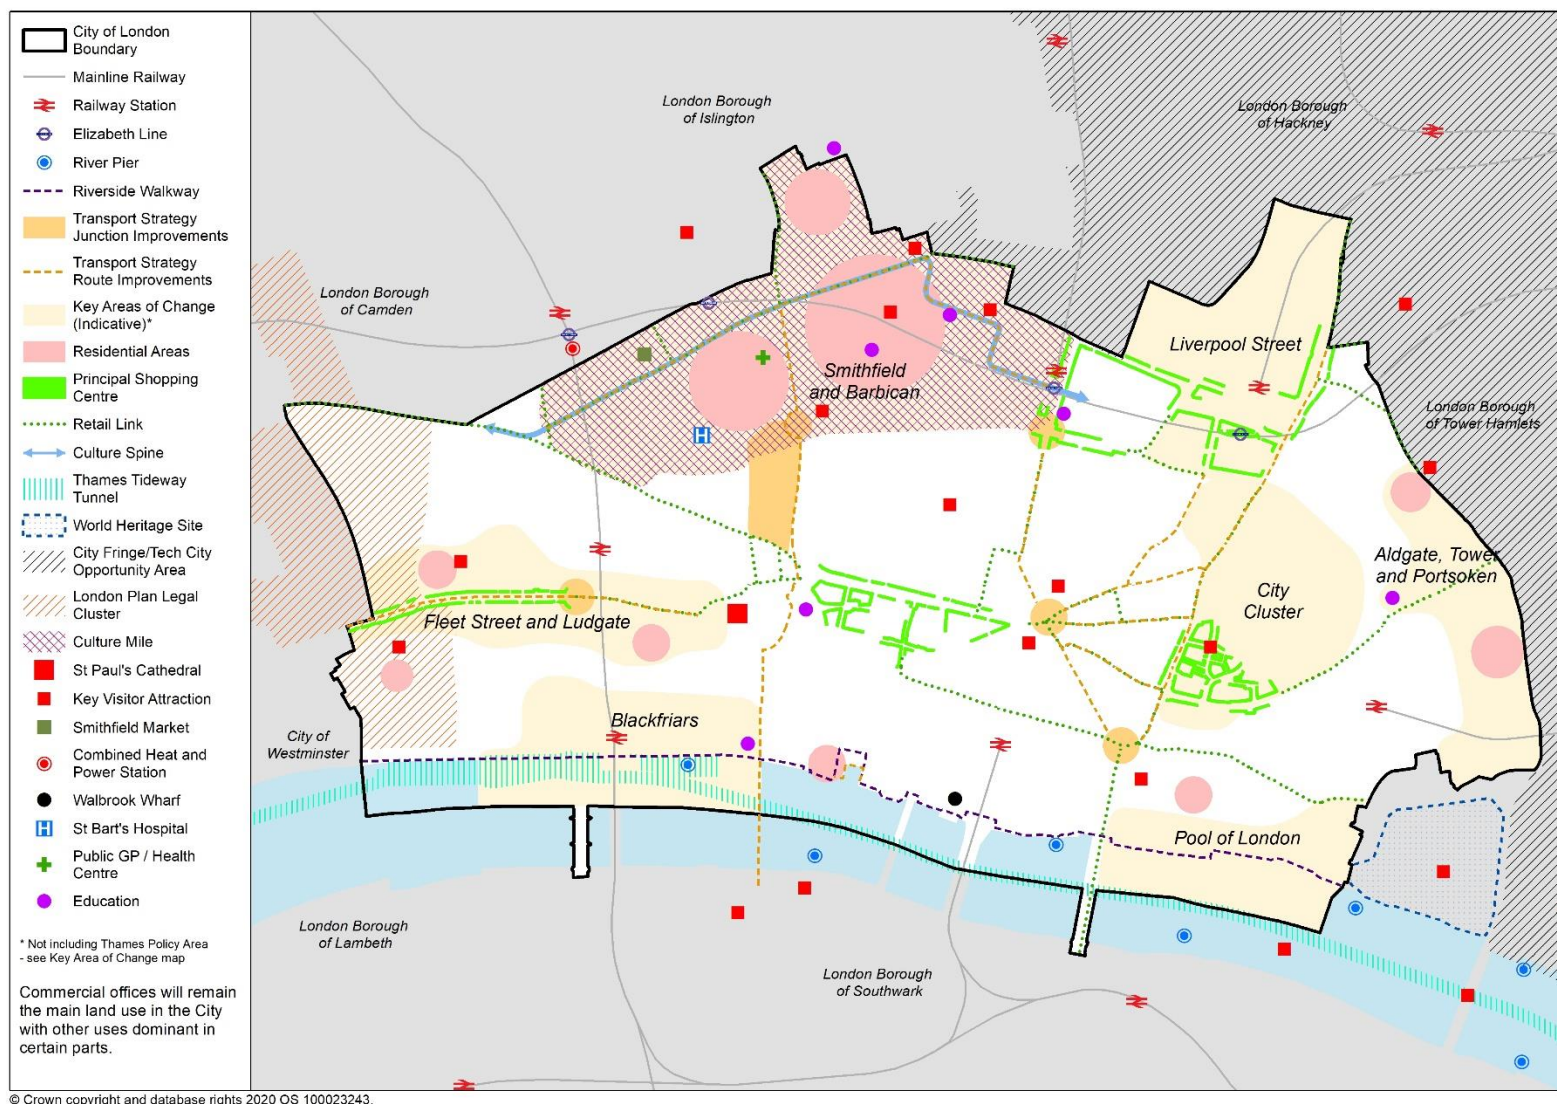 City of London
Boundary
Mainline Railway
Railway Station
Elizabeth Line
River Pier
Riverside Walkway
Transport Strategy
Junction Improvements
Transport Strategy
Route Improvements
Key Areas of Change
(Indicative)*
Residential Areas
Principal Shopping
Centre
Retail Link
Culture Spine
Thames Tideway
Tunnel
World Heritage Site
City Fringe/Tech City
Opportunity Area
London Plan Legal
Cluster
Culture Mile
St Paul's Cathedral
Key Visitor Attraction
Smithfield Market
Combined Heat and
Power Station
Walbrook Wharf
H St Bart's Hospital
Public GP / Health
Centre
Education
* Not including Thames Policy Area
- see Key Area of Change map
Commercial offices will remain
the main land use in the City
with other uses dominant in
certain parts.
London Borough
of Islington
London Borough
of Hackney
London Borough
of Camden
Liverpool Street
Smithfield
and Barbican
London Borough
of Tower Hamlets
H
Aldgate, Tower
and Portsoken
City
Cluster
Fleet Street and Ludgate
Blackfriars
City of
Westminster
Pool of London
London Borough
of Lambeth
London Borough
of Southwark
© Crown copyright and database rights 2020 OS 100023243.